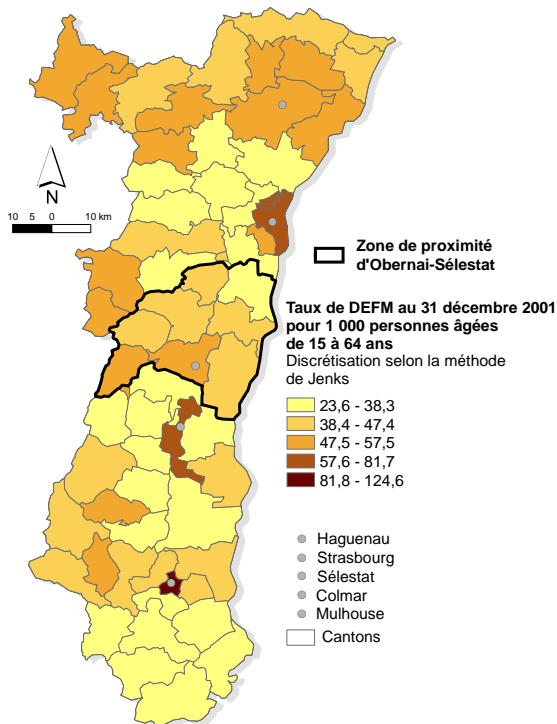 N
10 5 0 10 km
Zone de proximité
d'Obernai-Sélestat
Taux de DEFM au 31 décembre 2001
pour 1 000 personnes âgées
de 15 à 64 ans
Discrétisation selon la méthode
de Jenks
23,6 - 38,3
38,4 - 47,4
47,5 - 57,5
57,6 - 81,7
81,8 - 124,6
Haguenau
Strasbourg
Sélestat
Colmar
Mulhouse
Cantons